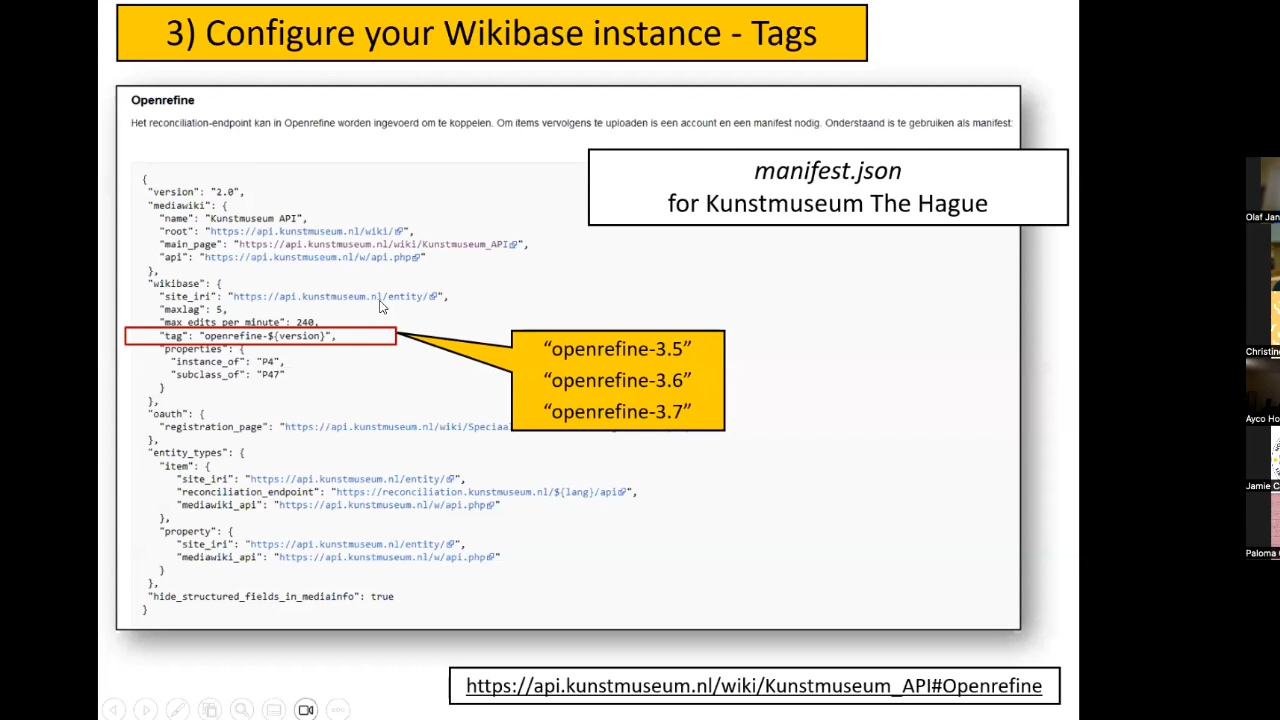 3) Configure your Wikibase instance - Tags
Openrefine
Het reconciliation-endpoint kan in Openrefine worden ingevoerd om te koppelen. Om items vervolgens te uploaden is een account en een manifest nodig. Onderstaand is te gebruiken als manifest:
manifest.json
for Kunstmuseum The Hague
{
"version": "2.0",
"mediawiki": {
"name": "Kunstmuseum API",
"root": "https://api.kunstmuseum.nl/wiki/",
"main_page": "https://api.kunstmuseum.nl/wiki/Kunstmuseum_API",
"api": "https://api.kunstmuseum.nl/w/api.php"
},
"wikibase": {
"site_iri": "https://api.kunstmuseum.nl/entity/",
"maxlag": 5,
"max_edits_per_minute": 240,
"tag": "openrefine-${version}",
"properties": {
"instance_of": "P4",
"subclass_of": "P47"
}
},
"oauth": {
"registration_page": "https://api.kunstmuseum.nl/wiki/Speciaa
},
"entity_types": {
"item": {
"site_iri": "https://api.kunstmuseum.nl/entity/",
"reconciliation_endpoint": "https://reconciliation.kunstmuseum.nl/${lang}/api",
"mediawiki_api": "https://api.kunstmuseum.nl/w/api.php"
},
"property": {
"site_iri": "https://api.kunstmuseum.nl/entity/",
"mediawiki_api": "https://api.kunstmuseum.nl/w/api.php"
}
},
"hide_structured_fields_in_mediainfo": true
}
“openrefine-3.5”
“openrefine-3.6”
“openrefine-3.7”
https://api.kunstmuseum.nl/wiki/Kunstmuseum_API#Openrefine
Olaf Jan
Christine
Ayco Ho
Jamie C
Paloma